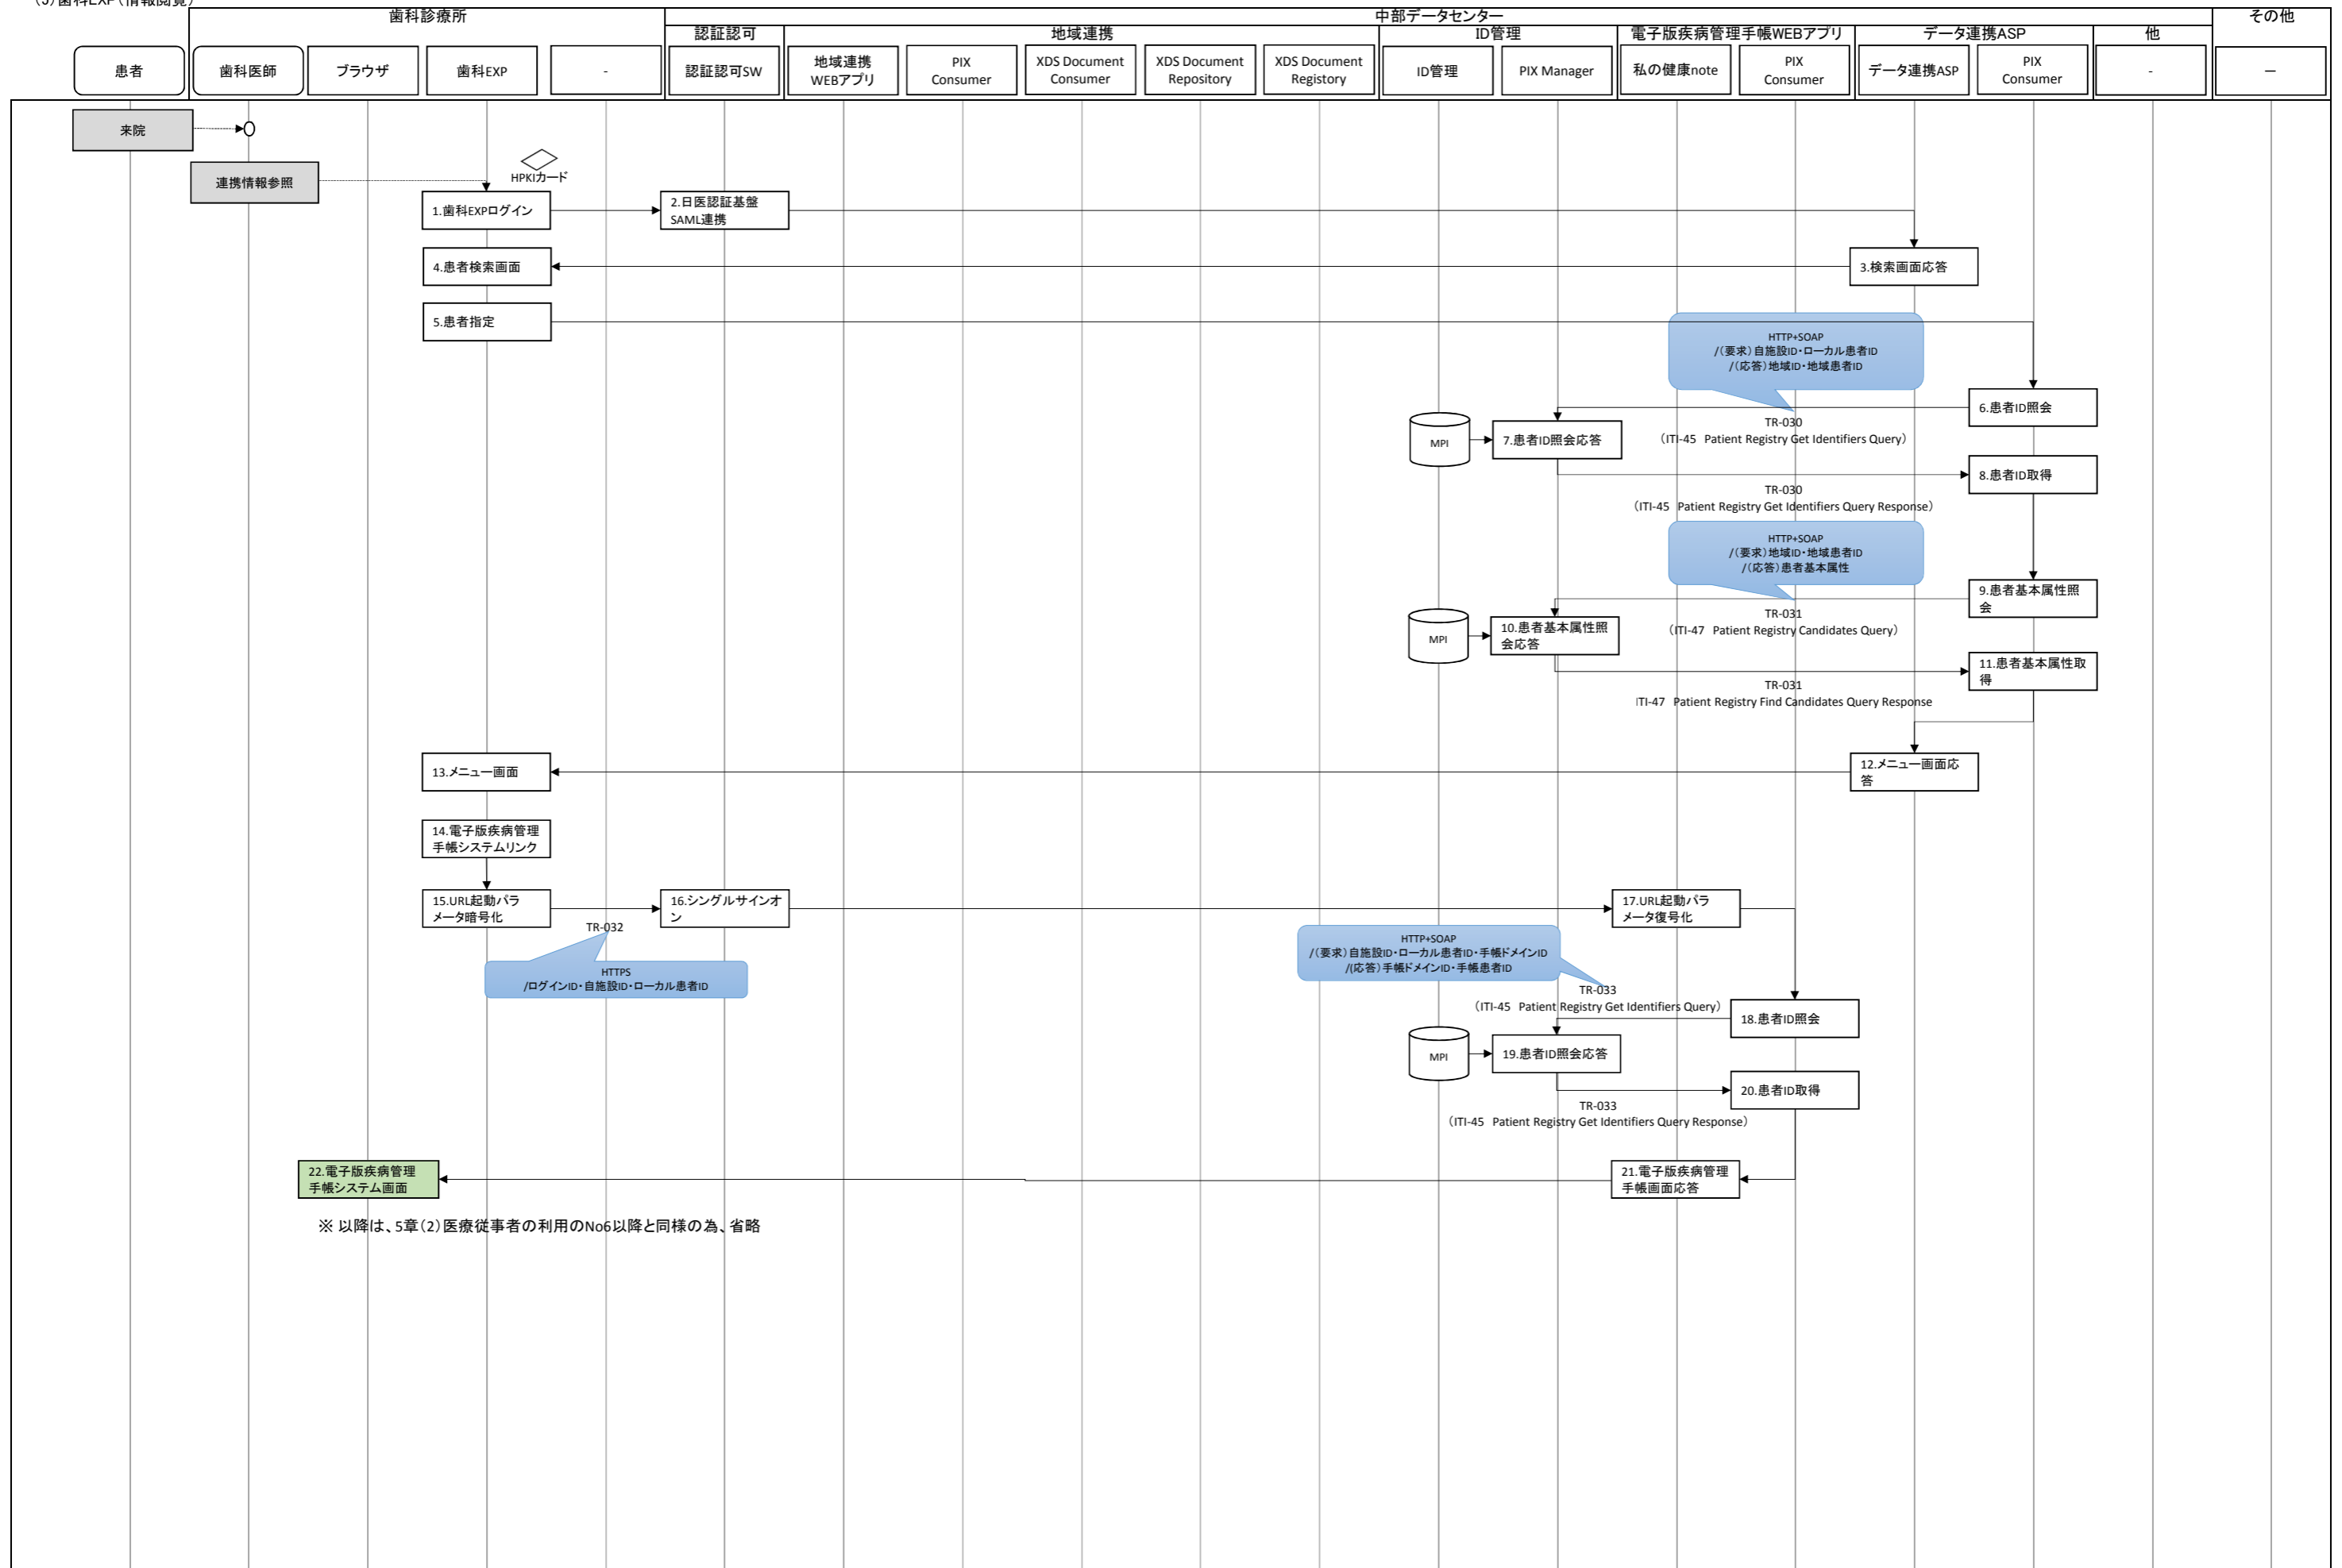 (3)歯科EXP(情報閲覧)
歯科診療所
中部データセンター
その他
認証認可
地域連携
ID管理
電子版疾病管理手帳WEBアプリ
データ連携ASP
他
患者
歯科医師
ブラウザ
歯科EXP
-
認証認可SW
地域連携
WEBアプリ
PIX
Consumer
XDS Document
Consumer
XDS Document
Repository
XDS Document
Registory
ID管理
PIX Manager
私の健康note
PIX
Consumer
データ連携ASP
PIX
Consumer
-
ー
来院
連携情報参照
HPKIカード
1.歯科EXPログイン
2.日医認証基盤
SAML連携
3.検索画面応答
4.患者検索画面
5.患者指定
HTTP+SOAP
/(要求)自施設ID・ローカル患者ID
/(応答)地域ID・地域患者ID
6.患者ID照会
TR-030
(ITI-45 Patient Registry Get Identifiers Query)
MPI
7.患者ID照会応答
8.患者ID取得
TR-030
(ITI-45 Patient Registry Get Identifiers Query Response)
HTTP+SOAP
/(要求)地域ID・地域患者ID
/(応答)患者基本属性
9.患者基本属性照
会
TR-031
(ITI-47 Patient Registry Candidates Query)
MPI
10.患者基本属性照
会応答
11.患者基本属性取
得
TR-031
ITI-47 Patient Registry Find Candidates Query Response
12.メニュー画面応
答
13.メニュー画面
14.電子版疾病管理
手帳システムリンク
15.URL起動パラ
メータ暗号化
TR-032
16.シングルサインオ
ン
17.URL起動パラ
メータ復号化
HTTPS
/ログインID・自施設ID・ローカル患者ID
HTTP+SOAP
/(要求)自施設ID・ローカル患者ID・手帳ドメインID
/(応答)手帳ドメインID・手帳患者ID
TR-033
(ITI-45 Patient Registry Get Identifiers Query)
18.患者ID照会
MPI
19.患者ID照会応答
20.患者ID取得
TR-033
(ITI-45 Patient Registry Get Identifiers Query Response)
21.電子版疾病管理
手帳画面応答
22.電子版疾病管理
手帳システム画面
※ 以降は、5章(2)医療従事者の利用のNo6以降と同様の為、省略